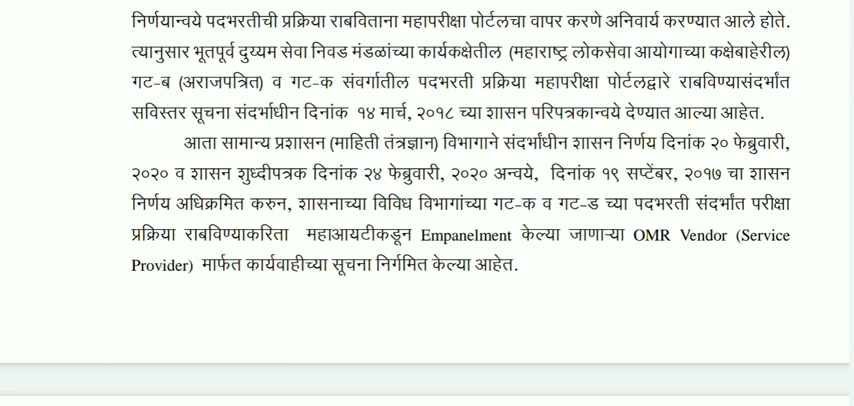 निर्णयान्वये पदभरतीची प्रक्रिया राबविताना महापरीक्षा पोर्टलचा वापर करणे अनिवार्य करण्यात आले होते.
त्यानुसार भूतपूर्व दुय्यम सेवा निवड मंडळांच्या कार्यकक्षेतील (महाराष्ट्र लोकसेवा आयोगाच्या कक्षेबाहेरील)
गट-ब (अराजपत्रित) व गट-क संवर्गातील पदभरती प्रक्रिया महापरीक्षा पोर्टलद्वारे राबविण्यासंदर्भात
सविस्तर सूचना संदर्भाधीन दिनांक १४ मार्च, २०१८ च्या शासन परिपत्रकान्वये देण्यात आल्या आहेत.
आता सामान्य प्रशासन (माहिती तंत्रज्ञान) विभागाने संदर्भाधीन शासन निर्णय दिनांक २० फेब्रुवारी,
२०२० व शासन शुध्दीपत्रक दिनांक २४ फेब्रुवारी, २०२० अन्वये, दिनांक १९ सप्टेंबर, २०१७ चा शासन
निर्णय अधिक्रमित करुन, शासनाच्या विविध विभागांच्या गट-क व गट-ड च्या पदभरती संदर्भात परीक्षा
प्रक्रिया राबविण्याकरिता महाआयटीकडून Empanelment केल्या जाणाऱ्या OMR Vendor (Service
Provider) मार्फत कार्यवाहीच्या सूचना निर्गमित केल्या आहेत.